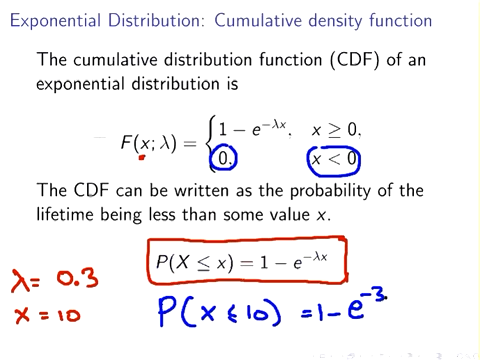 Exponential Distribution: Cumulative density function
The cumulative distribution function (CDF) of an
exponential distribution is
F(x; λ) = { 1 − e^{−λx}, x ≥ 0,
0, x < 0
The CDF can be written as the probability of the
lifetime being less than some value x.
P(X ≤ x) = 1 − e^{−λx}
λ = 0.3
x = 10
P(x ≤ 10) = 1 − e^{−3}